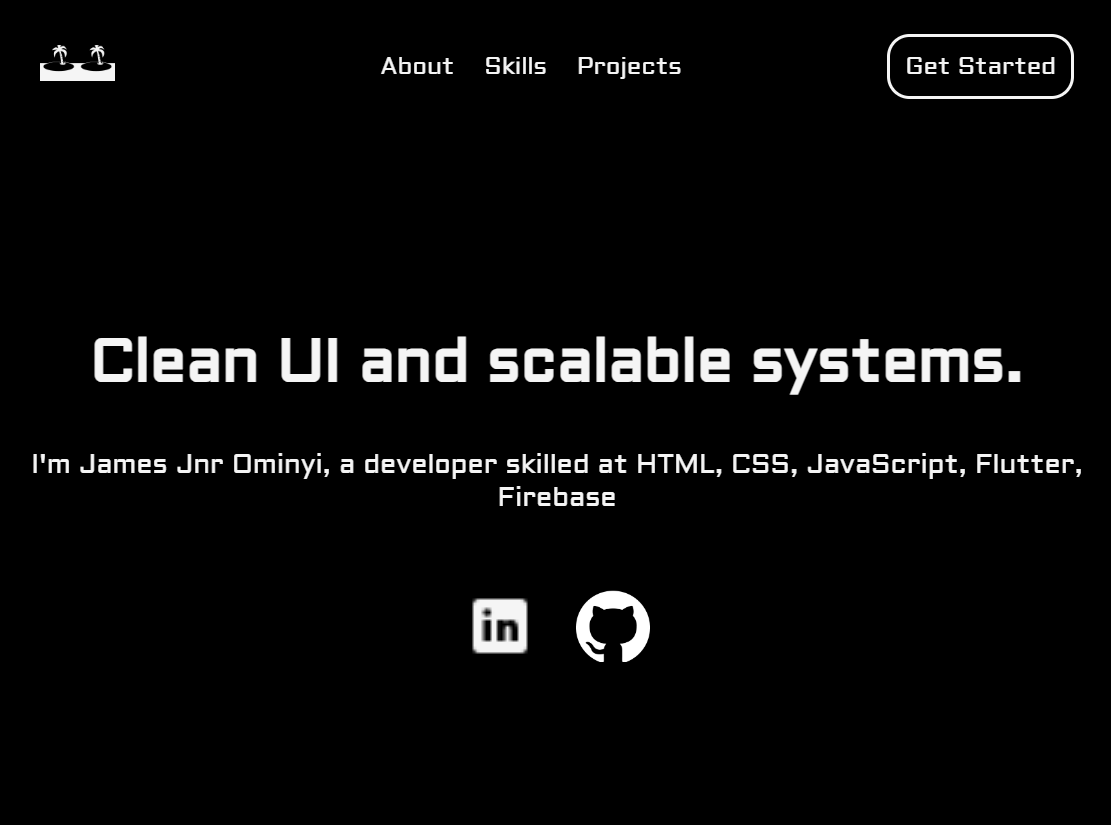 About Skills Projects Get Started
Clean UI and scalable systems.
I'm James Jnr Ominyi, a developer skilled at HTML, CSS, JavaScript, Flutter,
Firebase
in